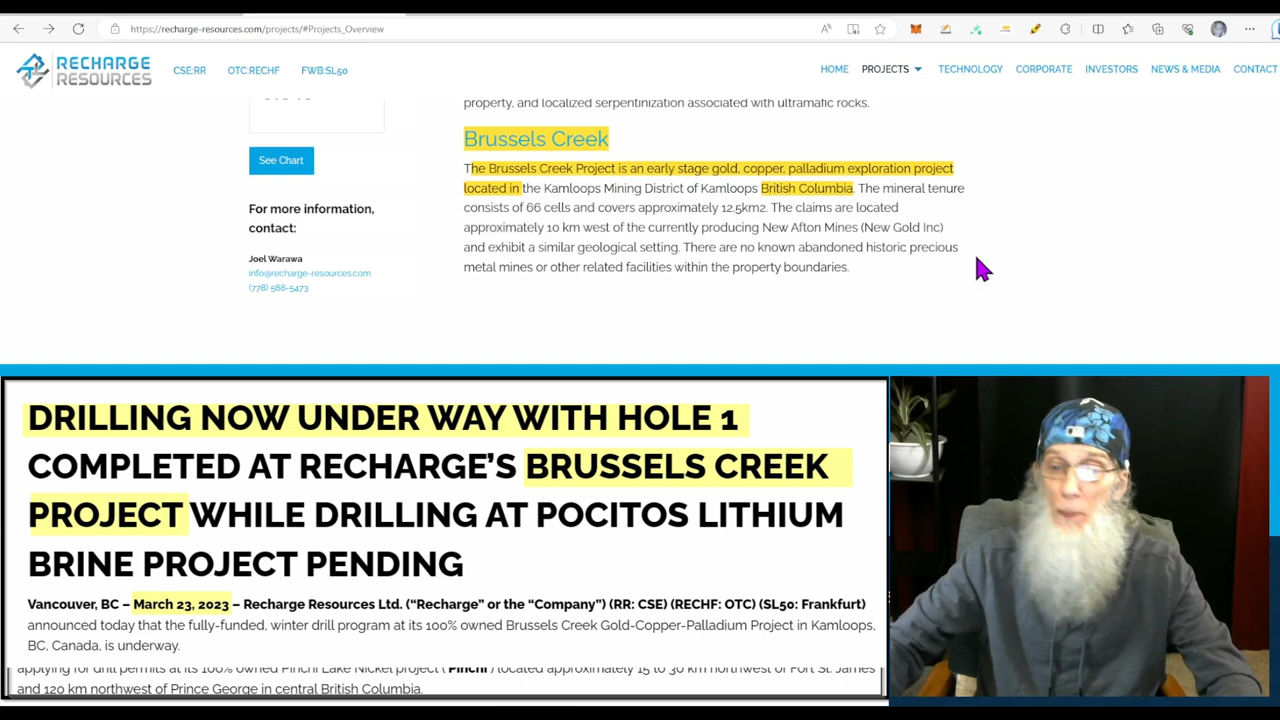 https://recharge-resources.com/projects/#Projects_Overview
RECHARGE
RESOURCES
CSE:RR OTC:RECHF FWB:SL50
HOME PROJECTS TECHNOLOGY CORPORATE INVESTORS NEWS & MEDIA CONTACT
property, and localized serpentinization associated with ultramafic rocks.
See Chart
For more information,
contact:
Joel Warawa
info@recharge-resources.com
(778) 588-5473
Brussels Creek
The Brussels Creek Project is an early stage gold, copper, palladium exploration project
located in the Kamloops Mining District of Kamloops British Columbia. The mineral tenure
consists of 66 cells and covers approximately 12.5km2. The claims are located
approximately 10 km west of the currently producing New Afton Mines (New Gold Inc)
and exhibit a similar geological setting. There are no known abandoned historic precious
metal mines or other related facilities within the property boundaries.
DRILLING NOW UNDER WAY WITH HOLE 1
COMPLETED AT RECHARGE'S BRUSSELS CREEK
PROJECT WHILE DRILLING AT POCITOS LITHIUM
BRINE PROJECT PENDING
Vancouver, BC – March 23, 2023 – Recharge Resources Ltd. ("Recharge" or the "Company") (RR: CSE) (RECHF: OTC) (SL50: Frankfurt)
announced today that the fully-funded, winter drill program at its 100% owned Brussels Creek Gold-Copper-Palladium Project in Kamloops,
BC, Canada, is underway.
applying for drill permits at its 100% owned Pinchi Lake Nickel project ("Pinchi") located approximately 15 to 30 km northwest of Fort St. James
and 120 km northwest of Prince George in central British Columbia.